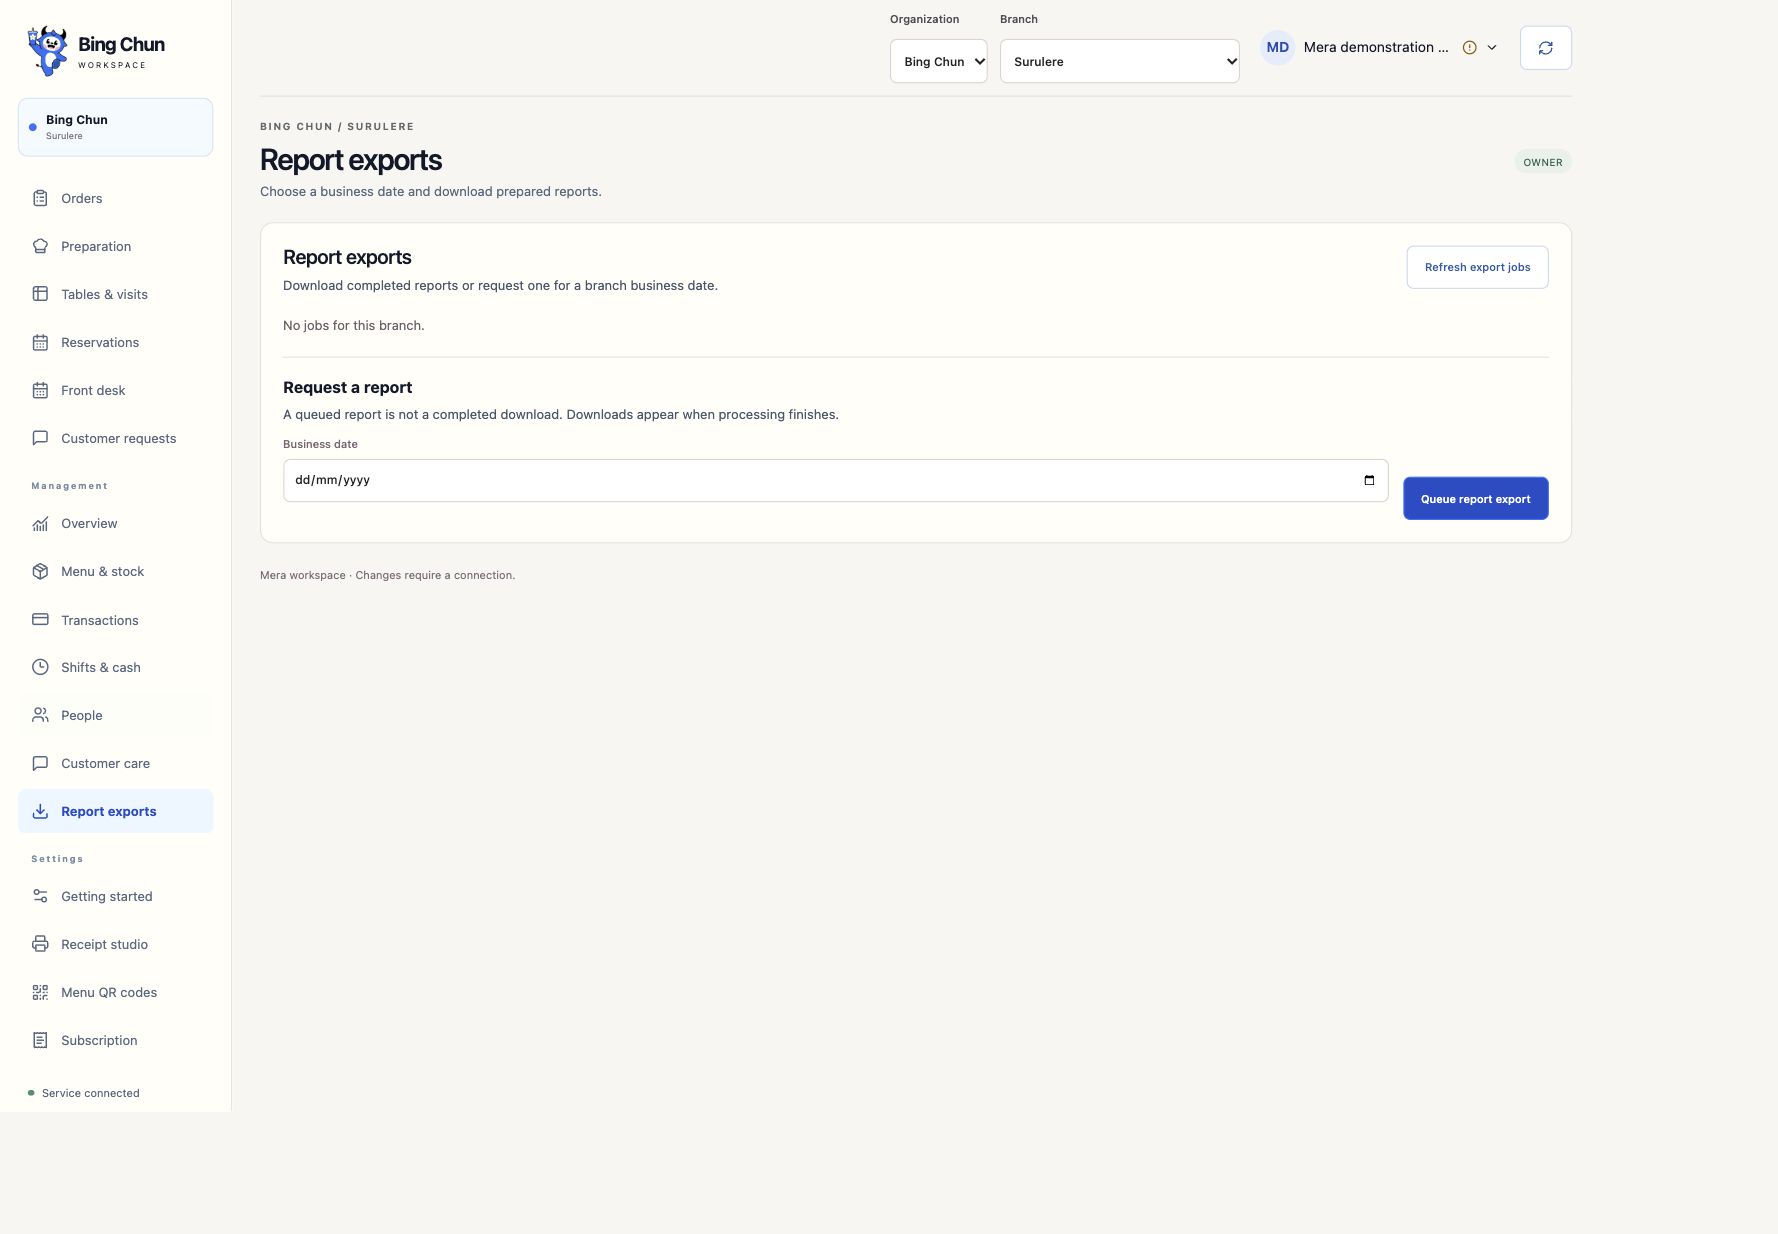 Bing Chun
WORKSPACE
Bing Chun
Surulere
Orders
Preparation
Tables & visits
Reservations
Front desk
Customer requests
Management
Overview
Menu & stock
Transactions
Shifts & cash
People
Customer care
Report exports
Settings
Getting started
Receipt studio
Menu QR codes
Subscription
Service connected
Organization
Branch
Bing Chun
Surulere
MD
Mera demonstration ...
BING CHUN / SURULERE
Report exports
OWNER
Choose a business date and download prepared reports.
Report exports
Refresh export jobs
Download completed reports or request one for a branch business date.
No jobs for this branch.
Request a report
A queued report is not a completed download. Downloads appear when processing finishes.
Business date
dd/mm/yyyy
Queue report export
Mera workspace · Changes require a connection.